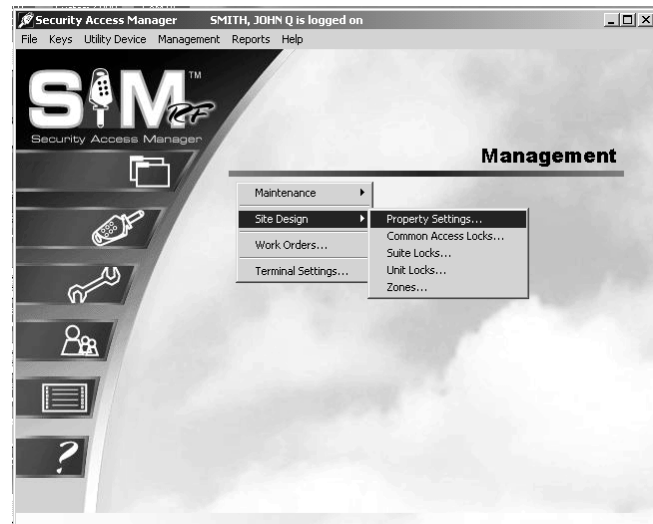 Security Access Manager SMITH, JOHN Q is logged on
File Keys Utility Device Management Reports Help
SAM TM
RF
Security Access Manager
Management
Maintenance
Site Design
Work Orders...
Terminal Settings...
Property Settings...
Common Access Locks...
Suite Locks...
Unit Locks...
Zones...
?